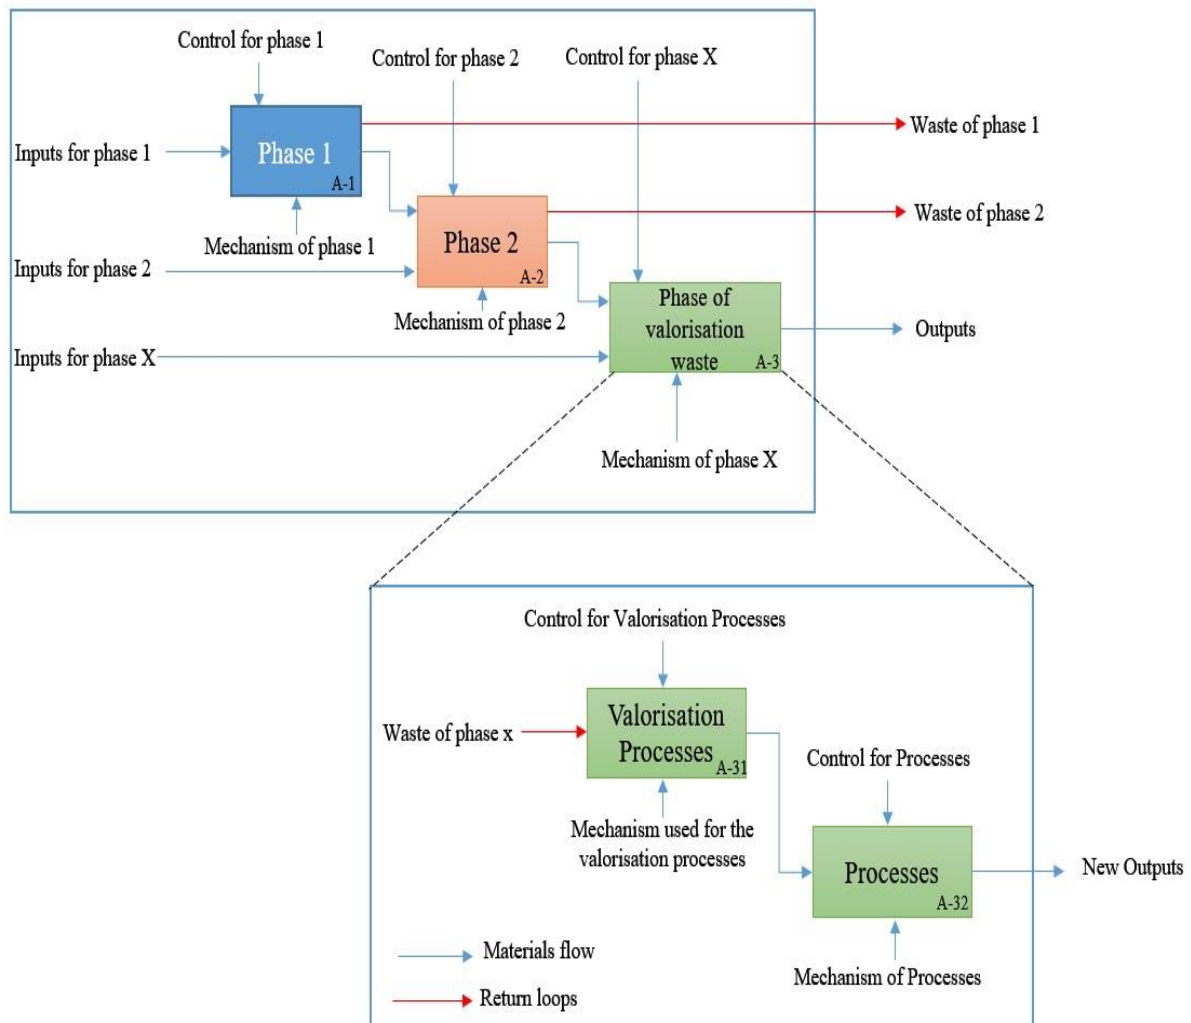 Control for phase 1
Control for phase 2
Control for phase X
Waste of phase 1
Inputs for phase 1
Phase 1
A-1
Waste of phase 2
Mechanism of phase 1
Phase 2
Inputs for phase 2
A-2
Phase of
valorisation
waste
A-3
Mechanism of phase 2
Outputs
Inputs for phase X
Mechanism of phase X
Control for Valorisation Processes
Waste of phase x
Valorisation
Processes
A-31
Control for Processes
Mechanism used for the
valorisation processes
Processes
A-32
New Outputs
Materials flow
Mechanism of Processes
Return loops